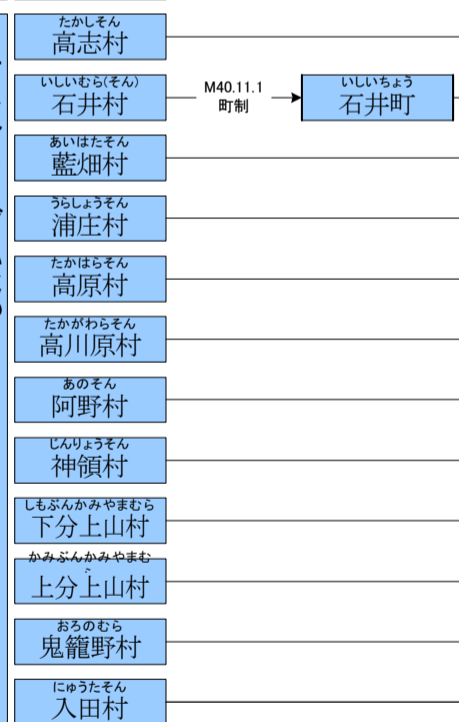 たかしそん
高志村
いしいむら(そん)
石井村
M40.11.1
町制
いしいちょう
石井町
あいはたそん
藍畑村
うらしょうそん
浦庄村
たかはらそん
高原村
たかがわらそん
高川原村
あのそん
阿野村
じんりょうそん
神領村
しもぶんかみやまむら
下分上山村
かみぶんかみやまむ
ら
上分上山村
おろのむら
鬼籠野村
にゅうたそん
入田村